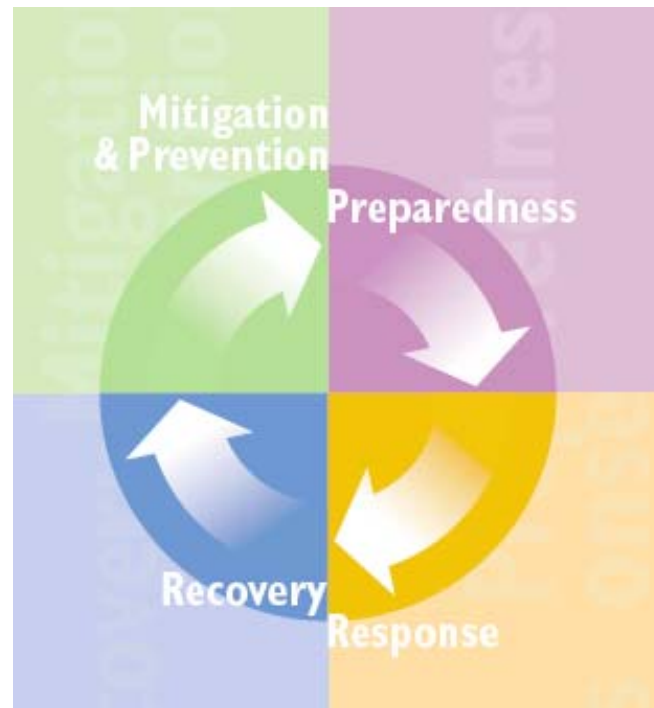 Mitigation
& Prevention
Preparedness
Response
Recovery